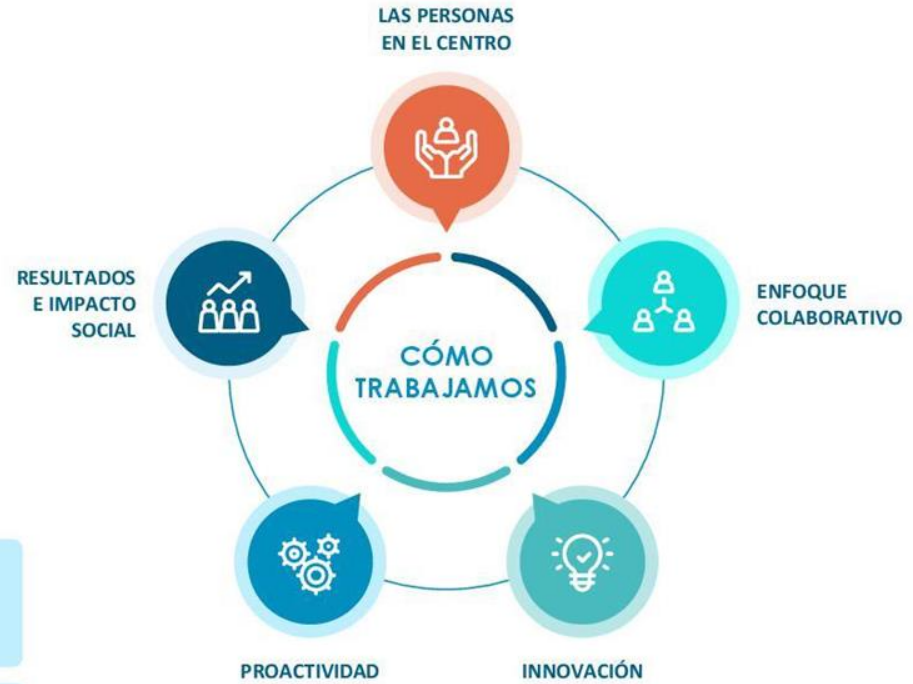 LAS PERSONAS
EN EL CENTRO
RESULTADOS
E IMPACTO
SOCIAL
ENFOQUE
COLABORATIVO
CÓMO
TRABAJAMOS
PROACTIVIDAD
INNOVACIÓN